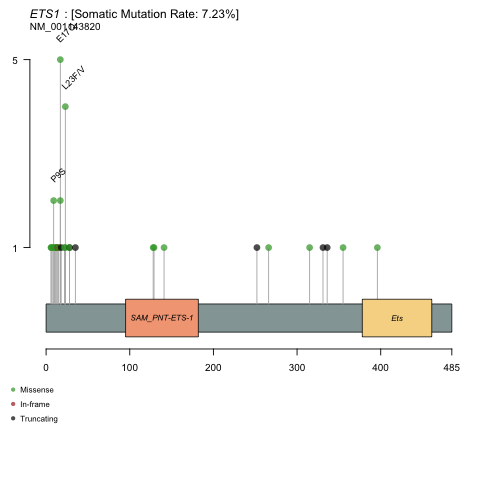 ETS1 : [Somatic Mutation Rate: 7.23%]
NM_001143820
5
L23F/V
P9S
1
SAM_PNT-ETS-1
Ets
0 100 200 300 400 485
Missense
In-frame
Truncating